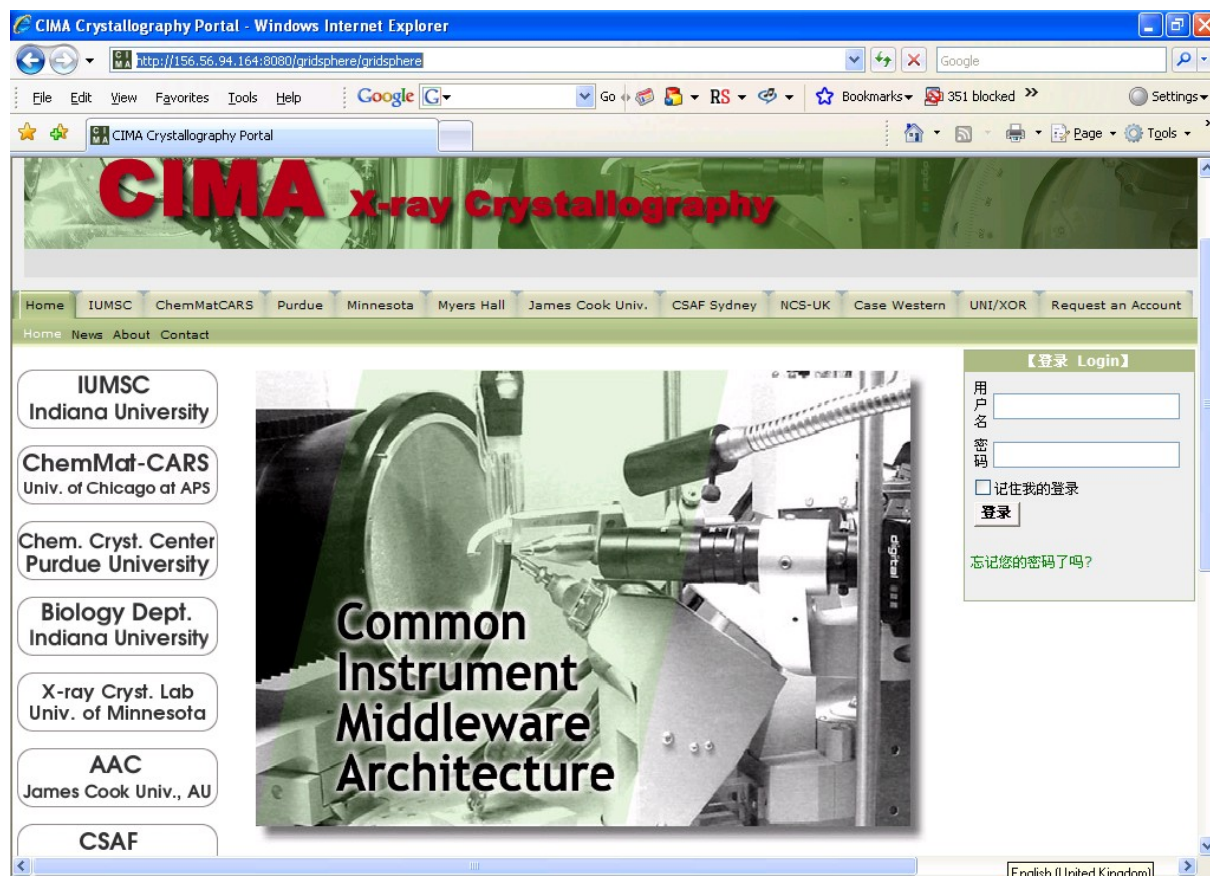 CIMA Crystallography Portal - Windows Internet Explorer
http://156.56.94.164:8080/gridsphere/gridsphere
Google
File Edit View Favorites Tools Help Google G Go RS Bookmarks 351 blocked » Settings
CIMA Crystallography Portal Page Tools
CIMA X-ray Crystallography
Home IUMSC ChemMatCARS Purdue Minnesota Myers Hall James Cook Univ. CSAF Sydney NCS-UK Case Western UNI/XOR Request an Account
Home News About Contact
IUMSC
Indiana University
ChemMat-CARS
Univ. of Chicago at APS
Chem. Cryst. Center
Purdue University
Biology Dept.
Indiana University
X-ray Cryst. Lab
Univ. of Minnesota
AAC
James Cook Univ., AU
CSAF
digital
Common
Instrument
Middleware
Architecture
【登录 Login】
用户名
密码
记住我的登录
登录
忘记您的密码了吗?
English (United Kingdom)